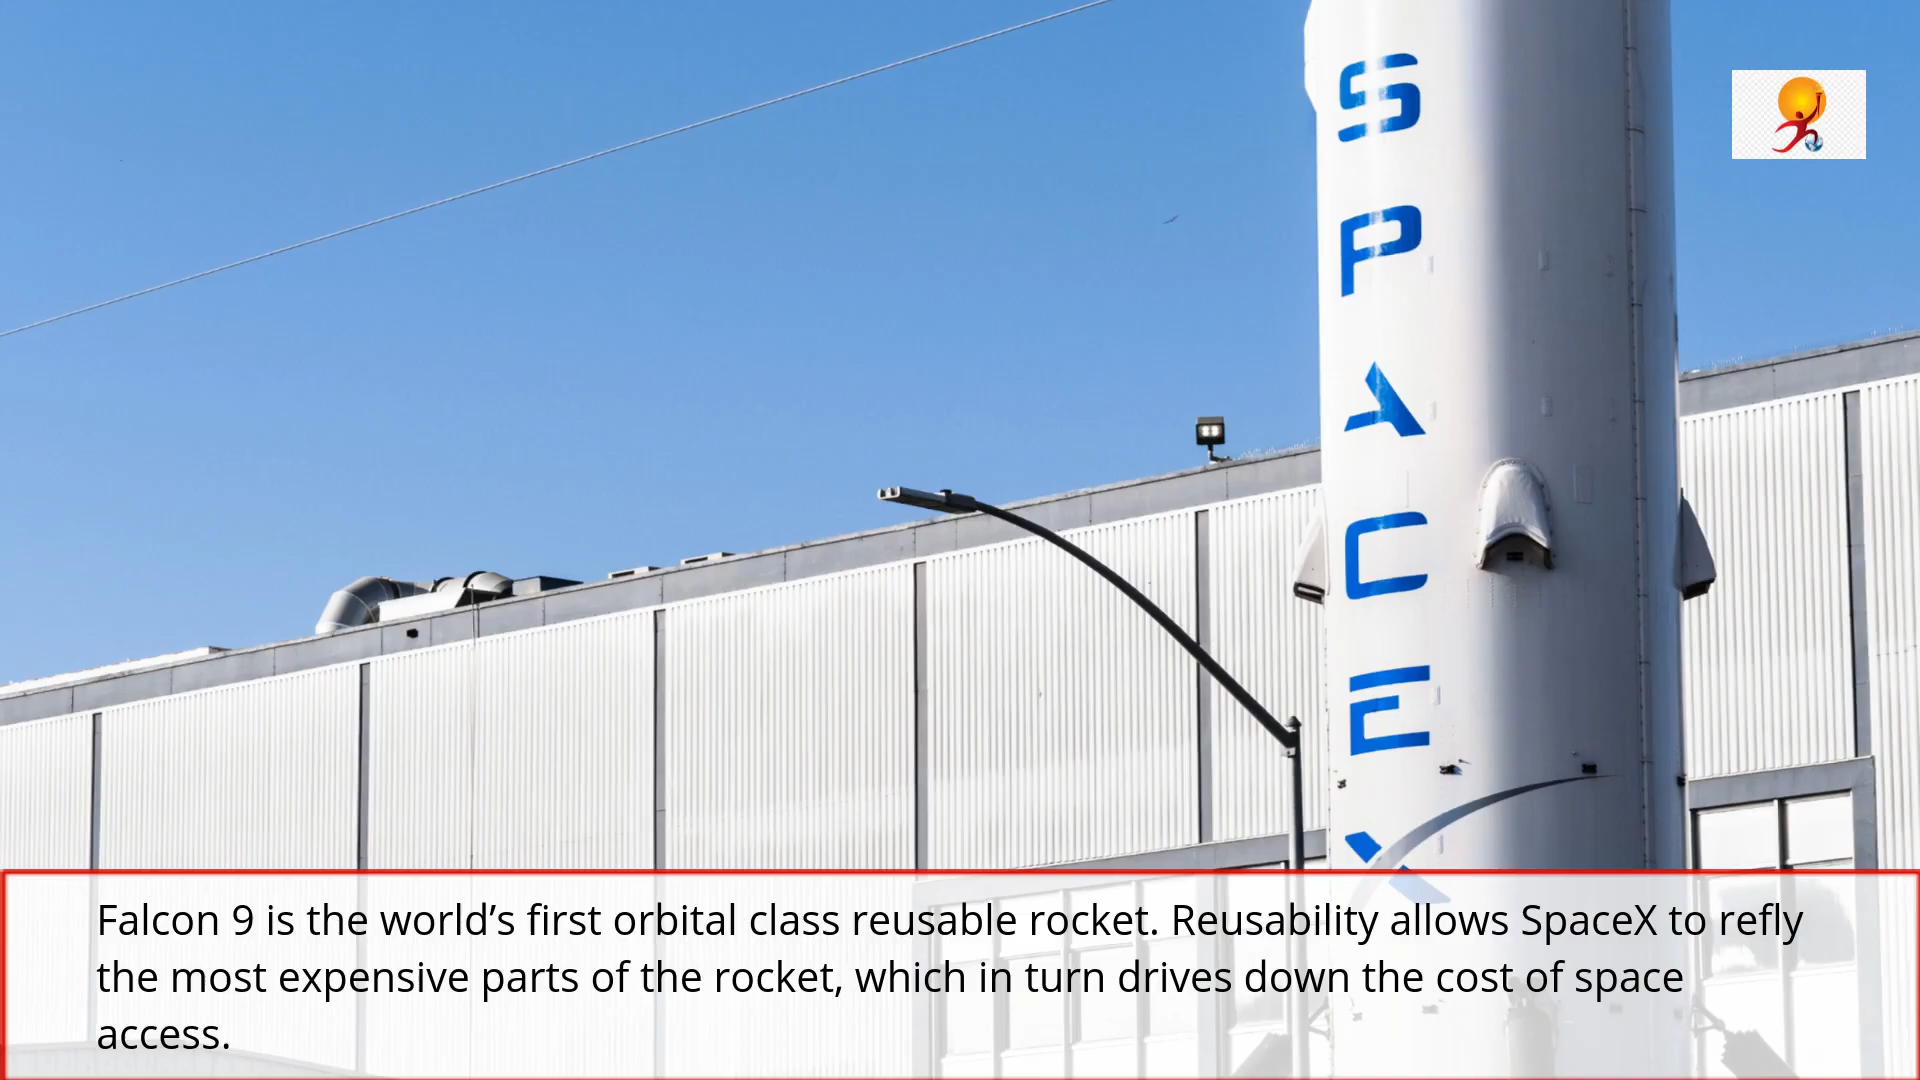 SPACEX
Falcon 9 is the world’s first orbital class reusable rocket. Reusability allows SpaceX to refly
the most expensive parts of the rocket, which in turn drives down the cost of space
access.